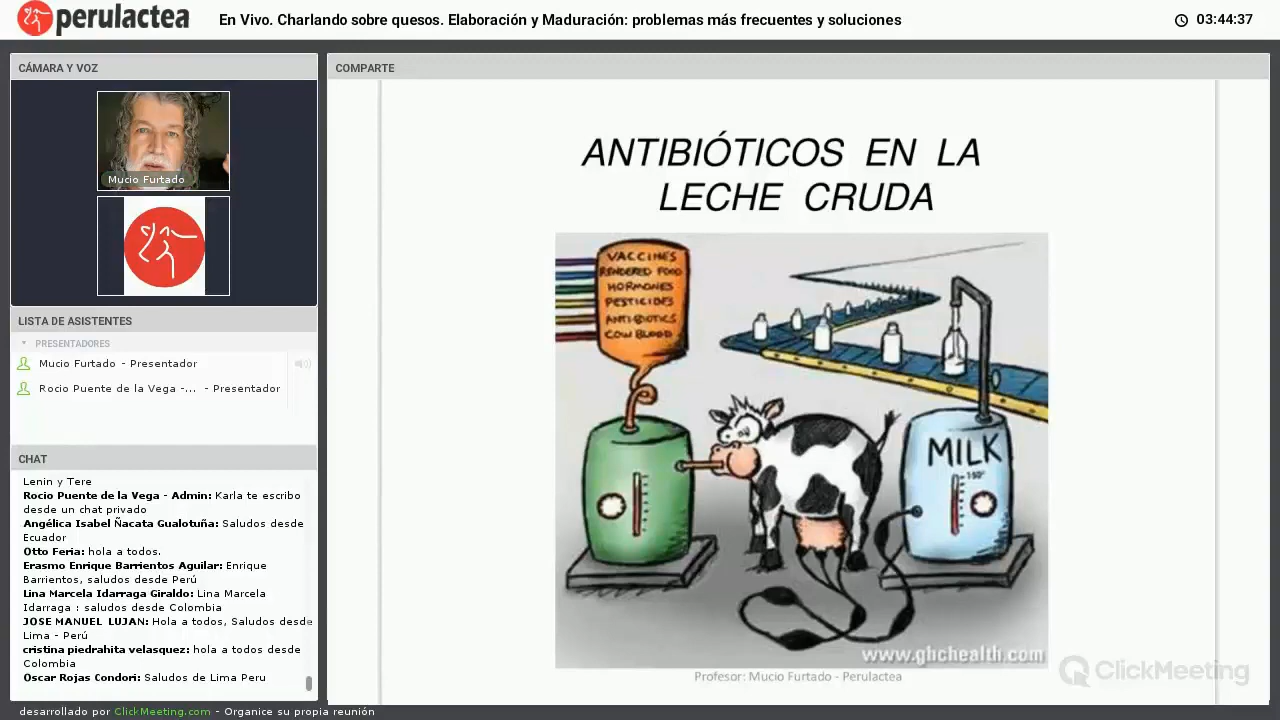 perulactea
En Vivo. Charlando sobre quesos. Elaboración y Maduración: problemas más frecuentes y soluciones
03:44:37
CÁMARA Y VOZ
Mucio Furtado
LISTA DE ASISTENTES
PRESENTADORES
Mucio Furtado - Presentador
Rocio Puente de la Vega -... - Presentador
CHAT
Lenin y Tere
Rocio Puente de la Vega - Admin: Karla te escribo
desde un chat privado
Angélica Isabel Ñacata Gualotuña: Saludos desde
Ecuador
Otto Feria: hola a todos.
Erasmo Enrique Barrientos Aguilar: Enrique
Barrientos, saludos desde Perú
Lina Marcela Idarraga Giraldo: Lina Marcela
Idarraga : saludos desde Colombia
JOSE MANUEL LUJAN: Hola a todos, Saludos desde
Lima - Perú
cristina piedrahita velasquez: hola a todos desde
Colombia
Oscar Rojas Condori: Saludos de Lima Peru
COMPARTE
ANTIBIÓTICOS EN LA
LECHE CRUDA
VACCINES
RENDERED FOOD
HORMONES
PESTICIDES
ANTIBIOTICS
COW BLOOD
MILK
150°
www.ghchealth.com
Profesor: Mucio Furtado - Perulactea
ClickMeeting
desarrollado por ClickMeeting.com - Organice su propia reunión